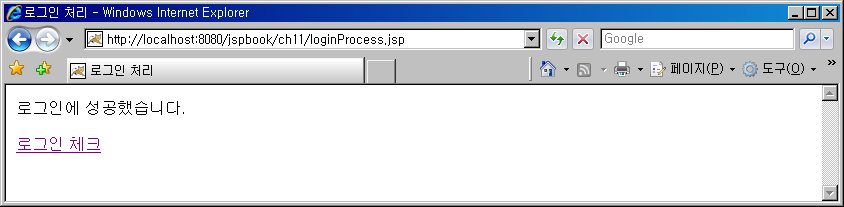 로그인 처리 - Windows Internet Explorer
http://localhost:8080/jspbook/ch11/loginProcess.jsp
Google
로그인 처리
페이지(P)
도구(O)
»
로그인에 성공했습니다.
로그인 체크